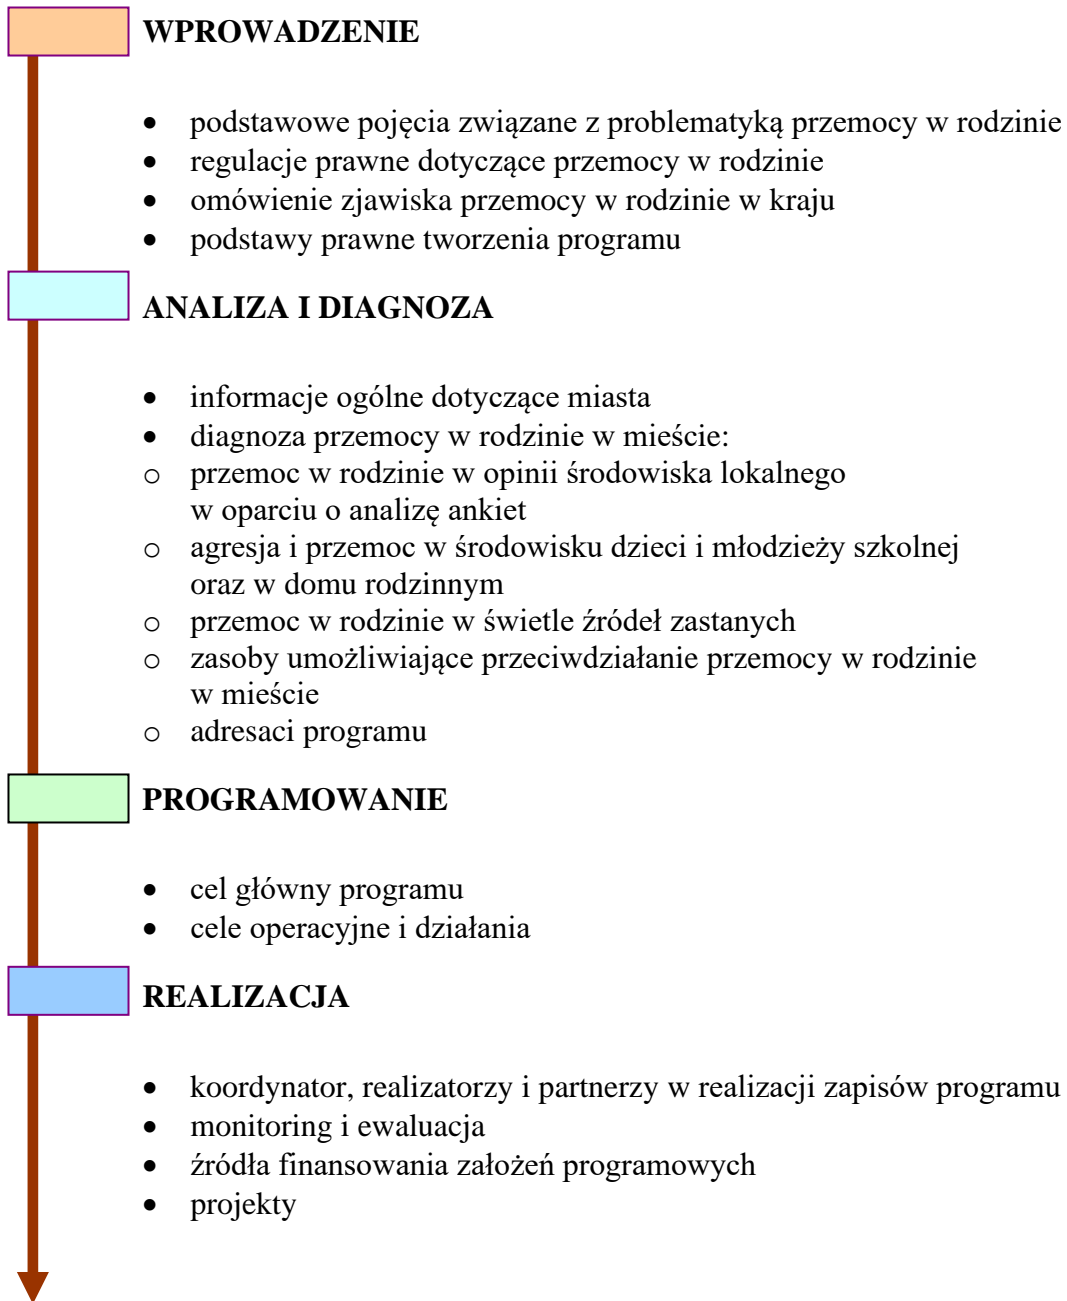 WPROWADZENIE
• podstawowe pojęcia związane z problematyką przemocy w rodzinie
• regulacje prawne dotyczące przemocy w rodzinie
• omówienie zjawiska przemocy w rodzinie w kraju
• podstawy prawne tworzenia programu
ANALIZA I DIAGNOZA
• informacje ogólne dotyczące miasta
• diagnoza przemocy w rodzinie w mieście:
o przemoc w rodzinie w opinii środowiska lokalnego
w oparciu o analizę ankiet
o agresja i przemoc w środowisku dzieci i młodzieży szkolnej
oraz w domu rodzinnym
o przemoc w rodzinie w świetle źródeł zastanych
o zasoby umożliwiające przeciwdziałanie przemocy w rodzinie
w mieście
o adresaci programu
PROGRAMOWANIE
• cel główny programu
• cele operacyjne i działania
REALIZACJA
• koordynator, realizatorzy i partnerzy w realizacji zapisów programu
• monitoring i ewaluacja
• źródła finansowania założeń programowych
• projekty